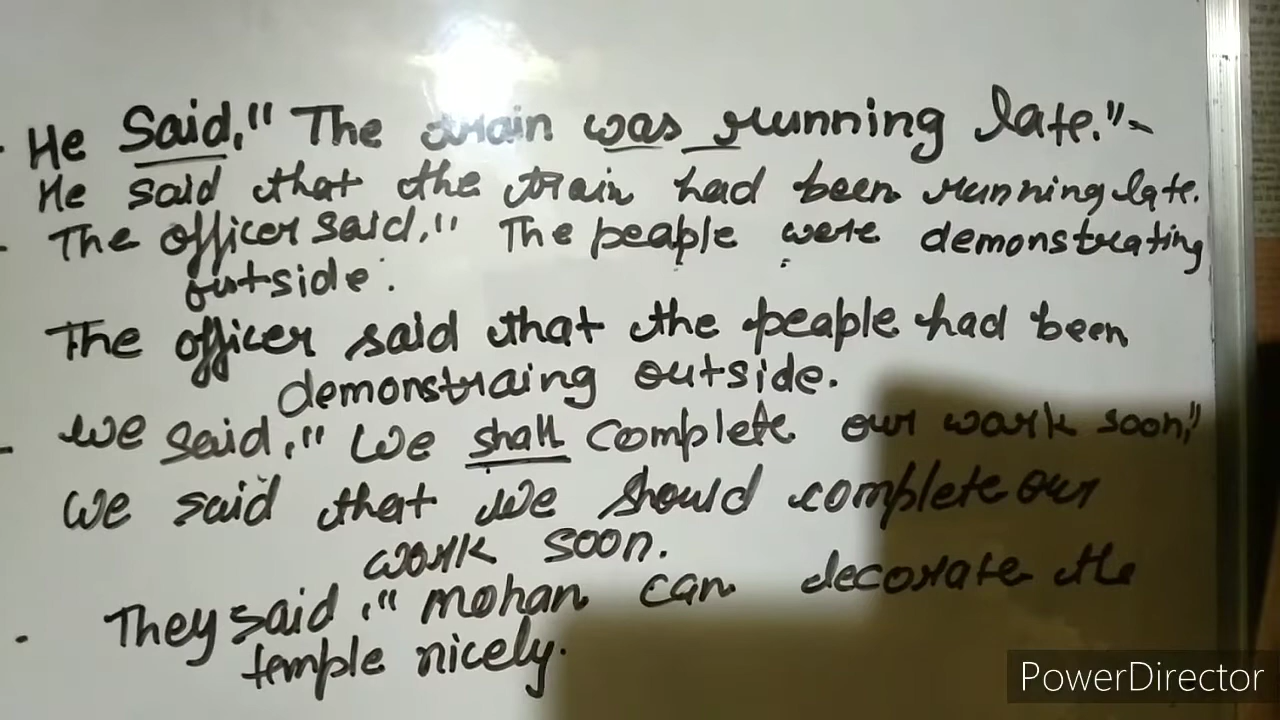 He Said," The train was running late."
He said that the train had been running late.
The officer said," The peaple were demonstrating
outside.
The officer said that the peaple had been
demonstraing outside.
we said," We shall complete our work soon,"
we said that we should complete our
work soon.
They said ," mohan can decorate the
temple nicely.
PowerDirector